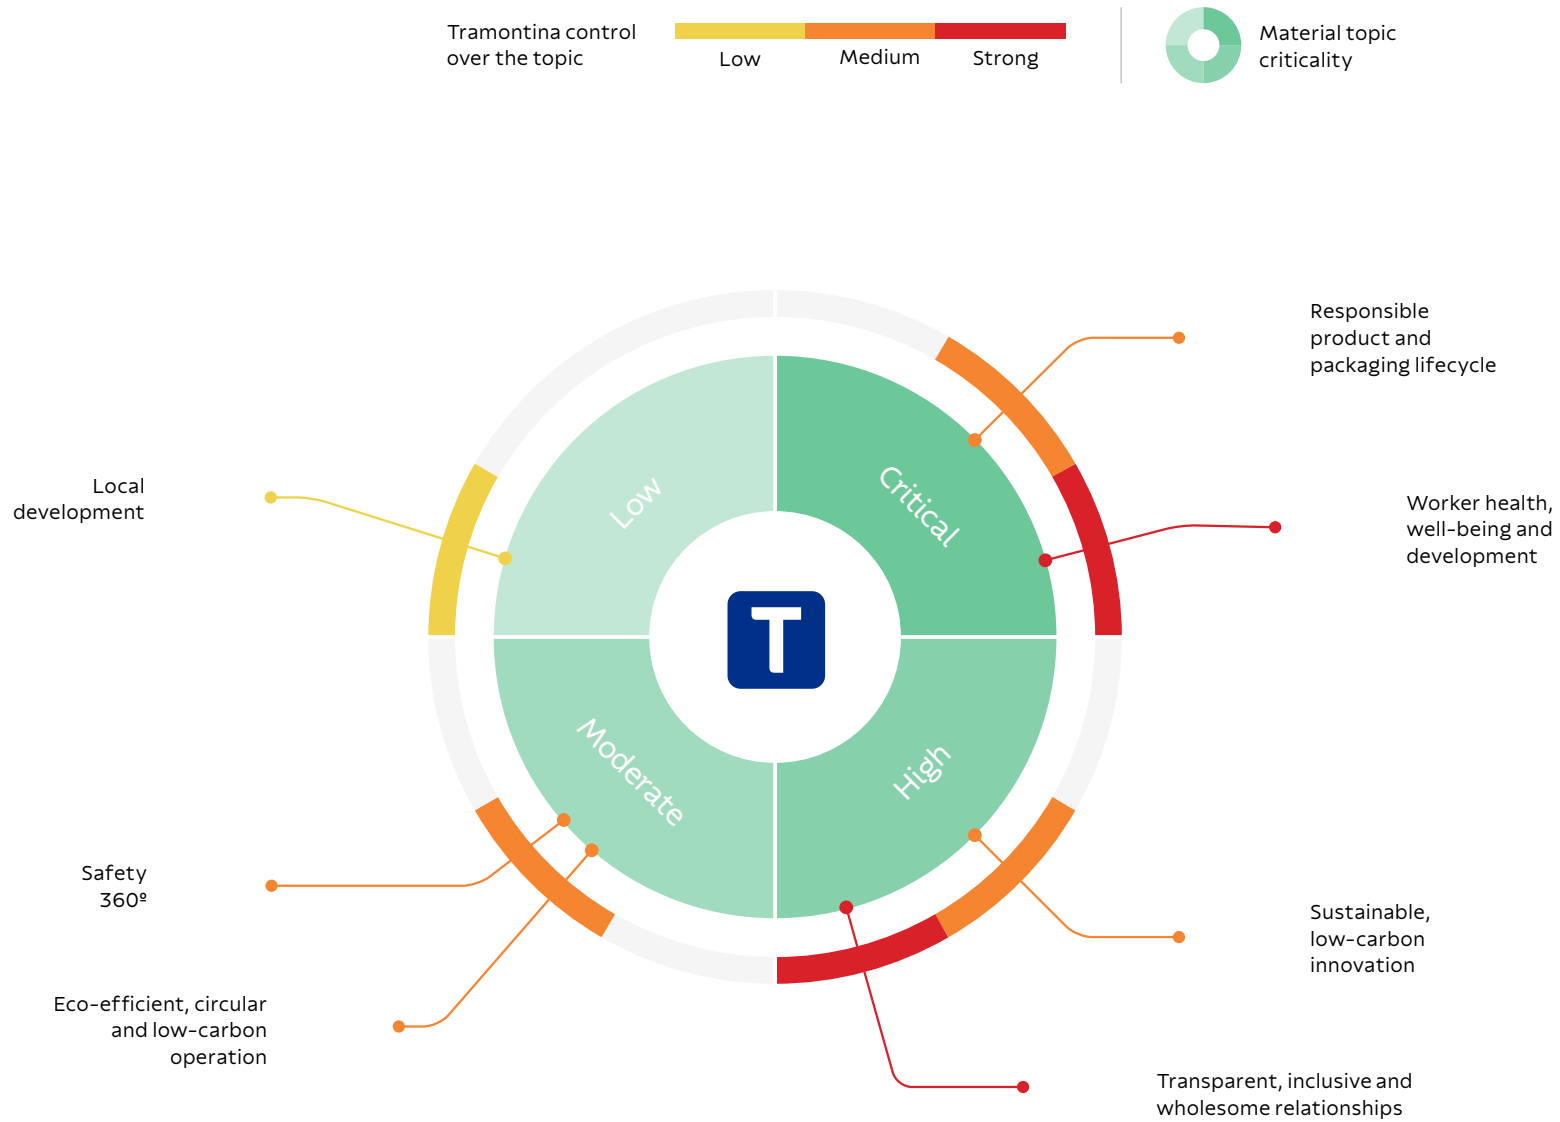 Tramontina control
over the topic
Low
Medium
Strong
Material topic
criticality
Responsible
product and
packaging lifecycle
Worker health,
well-being and
development
Local
development
Low
Critical
T
Moderate
High
Safety
360º
Sustainable,
low-carbon
innovation
Eco-efficient, circular
and low-carbon
operation
Transparent, inclusive and
wholesome relationships